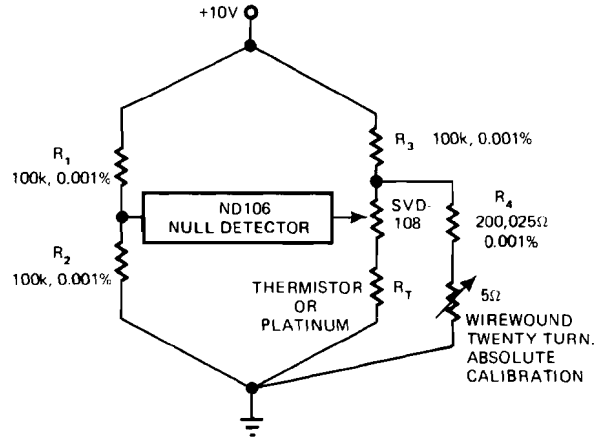 +10V
R3 100k, 0.001%
R1
100k, 0.001%
ND106
NULL DETECTOR
SVD-
108
R4
200,025Ω
0.001%
R2
100k, 0.001%
THERMISTOR
OR
PLATINUM
RT
5Ω
WIREWOUND
TWENTY TURN.
ABSOLUTE
CALIBRATION